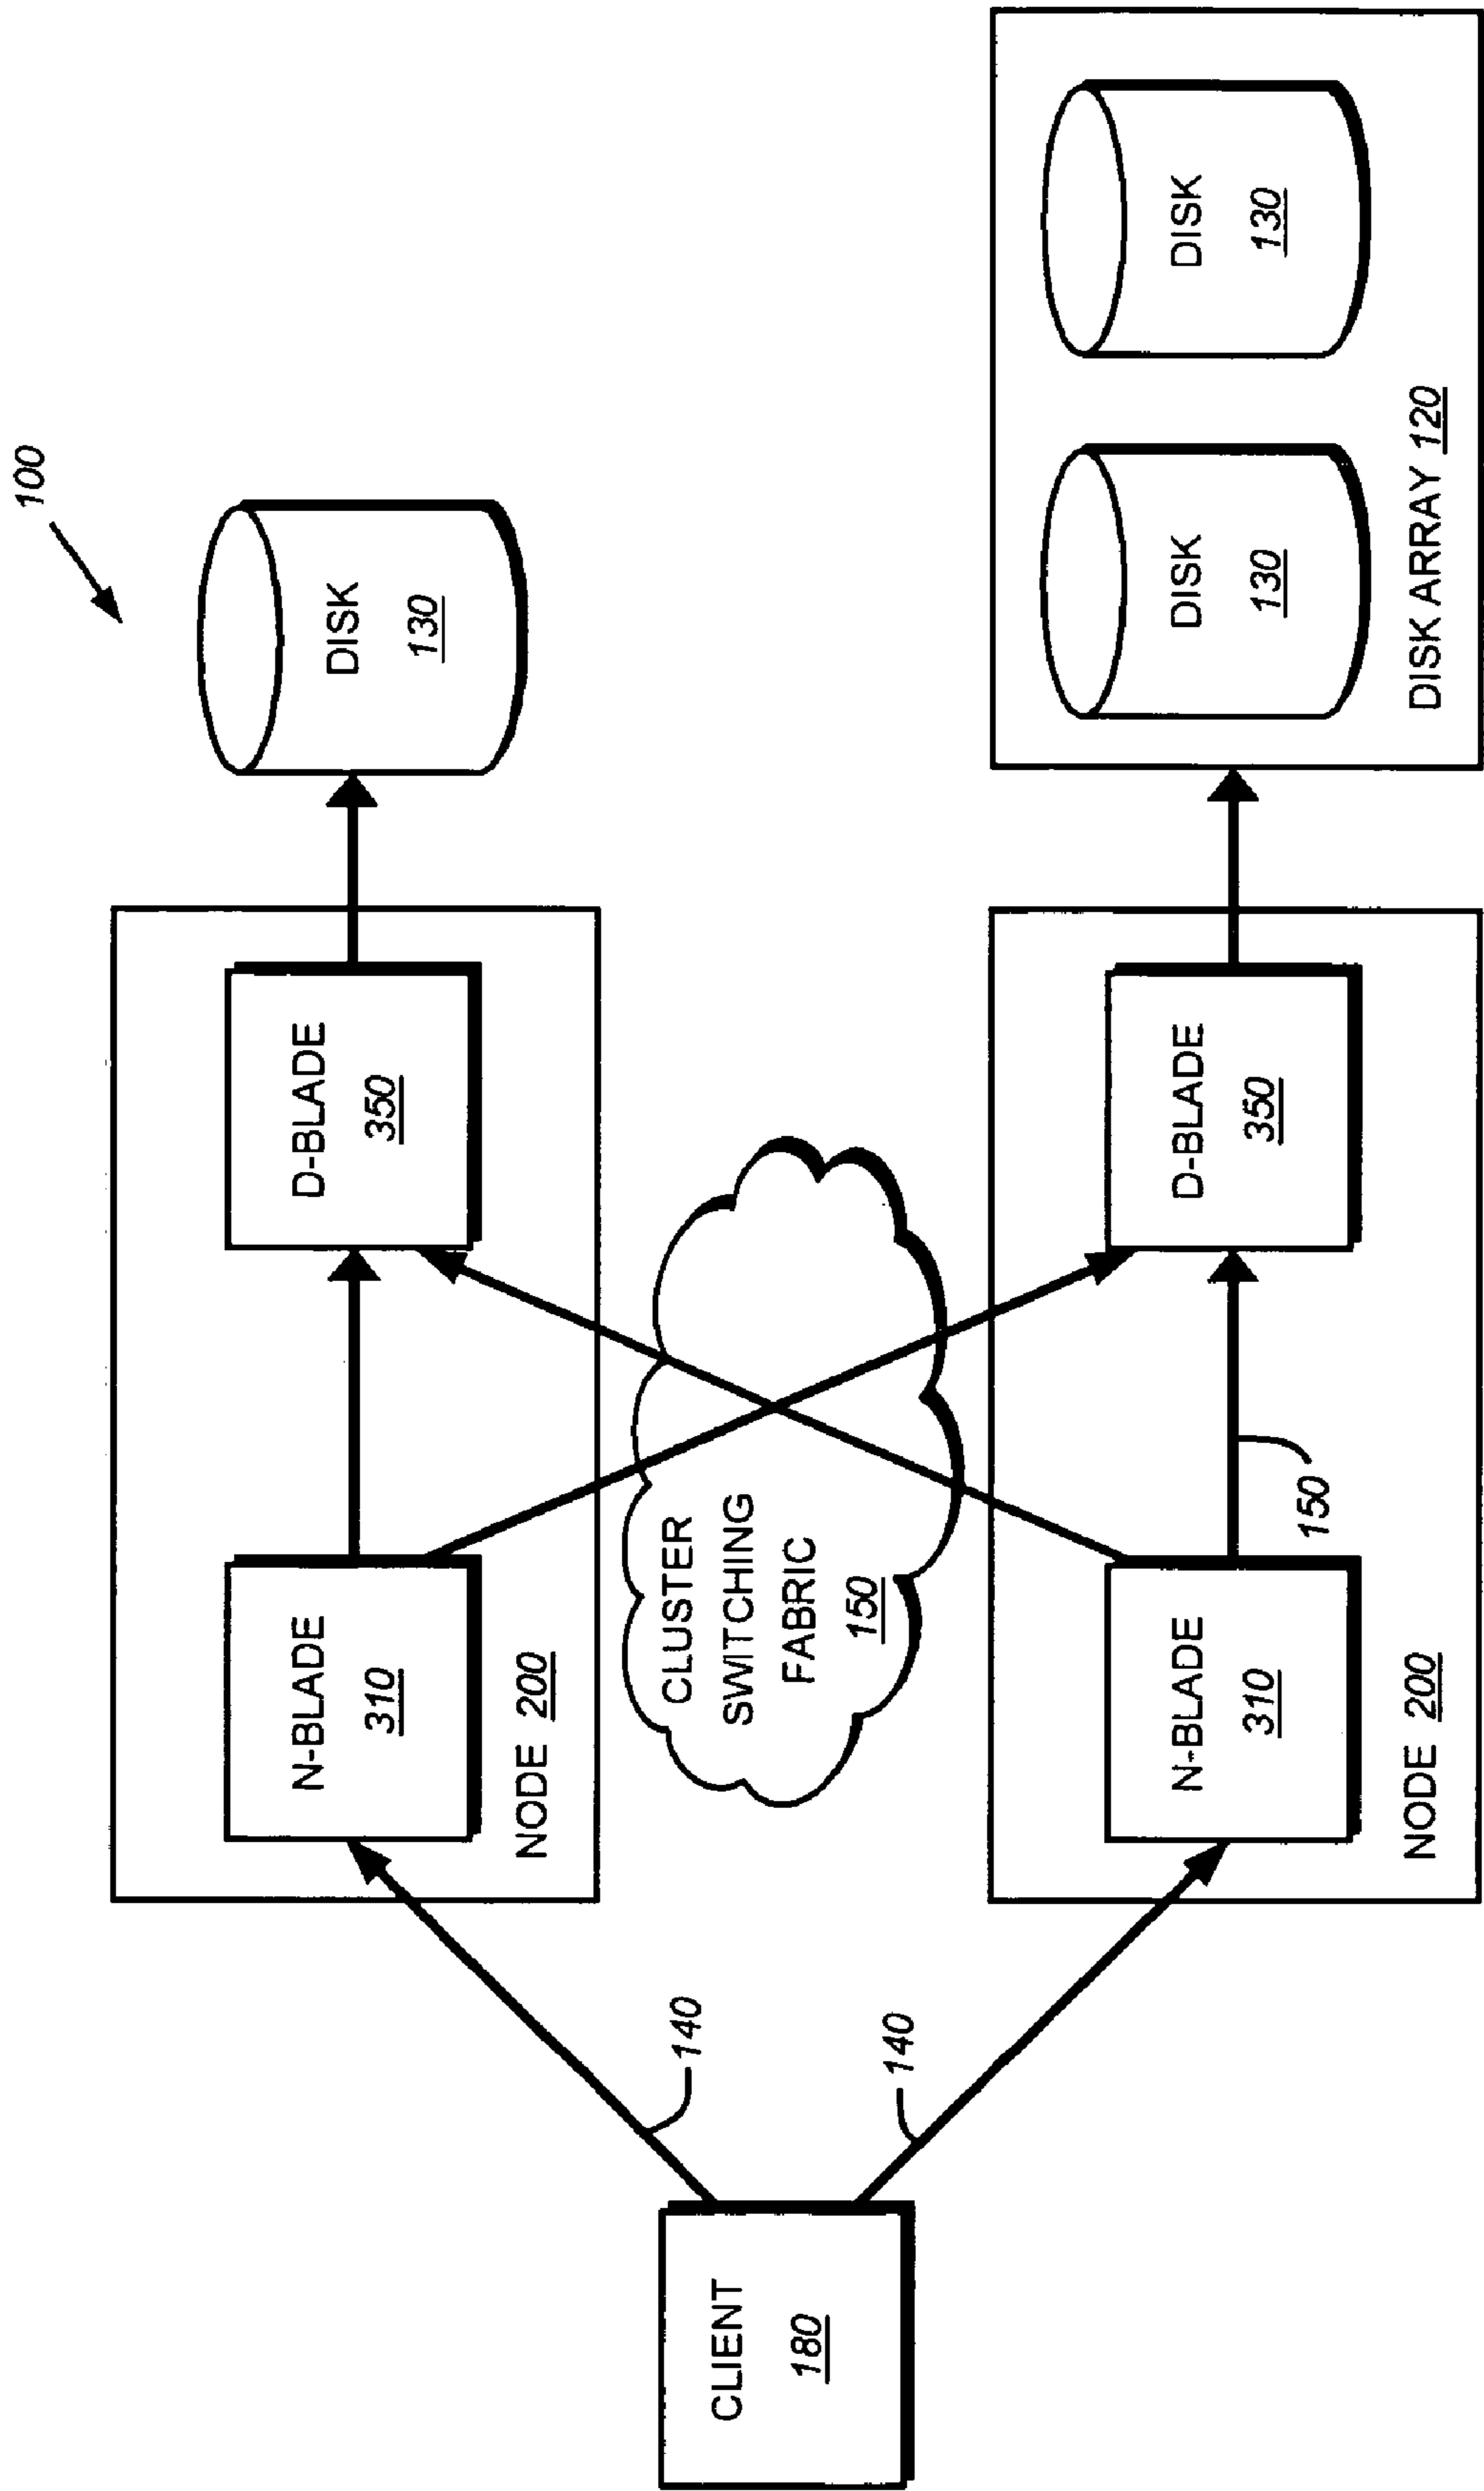 100
N-BLADE
310
D-BLADE
350
NODE 200
DISK
130
140
CLIENT
180
140
CLUSTER
SWITCHING
FABRIC
150
N-BLADE
310
150
D-BLADE
350
NODE 200
DISK
130
DISK
130
DISK ARRAY 120